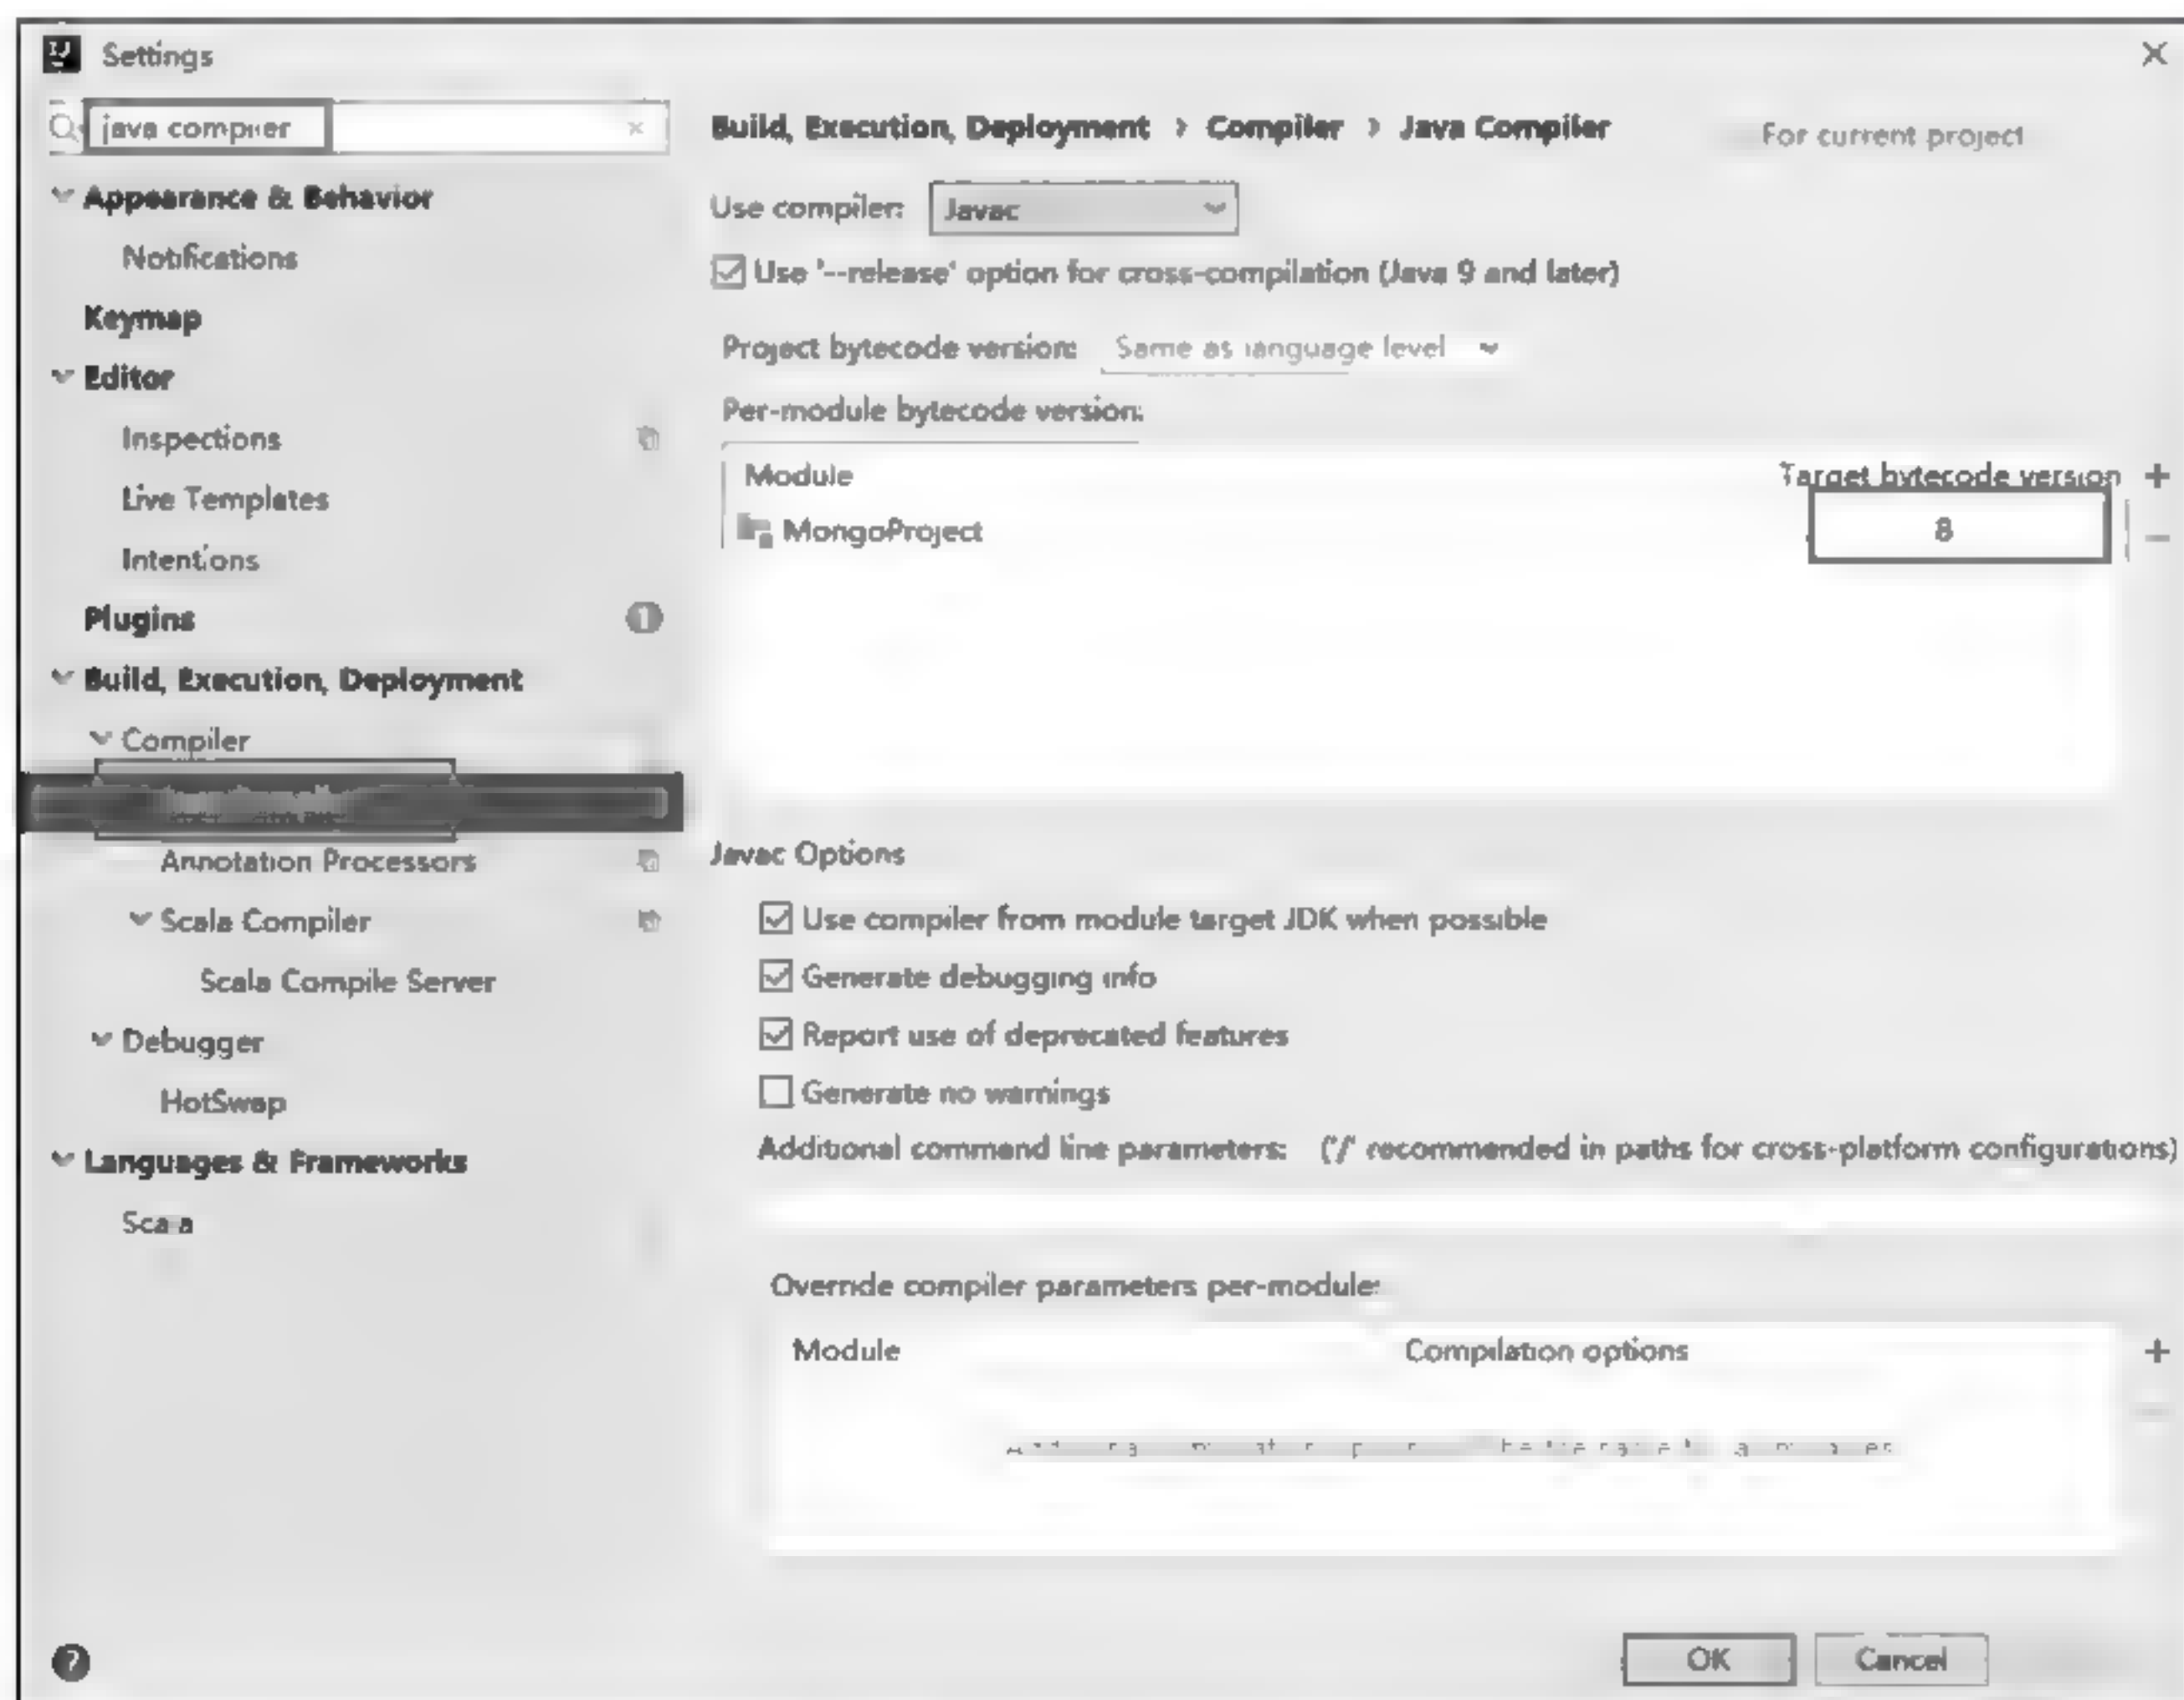 Settings
java compiler
Appearance & Behavior
Notifications
Keymap
Editor
Inspections
Live Templates
Intentions
Plugins
1
Build, Execution, Deployment
Compiler
Annotation Processors
Scala Compiler
Scala Compile Server
Debugger
HotSwap
Languages & Frameworks
Scala
Build, Execution, Deployment › Compiler › Java Compiler
For current project
Use compiler: Javac
Use '--release' option for cross-compilation (Java 9 and later)
Project bytecode version: Same as language level
Per-module bytecode version:
Module Target bytecode version
MongoProject 8
Javac Options
Use compiler from module target JDK when possible
Generate debugging info
Report use of deprecated features
Generate no warnings
Additional command line parameters: ('/' recommended in paths for cross-platform configurations)
Override compiler parameters per-module:
Module Compilation options
OK Cancel